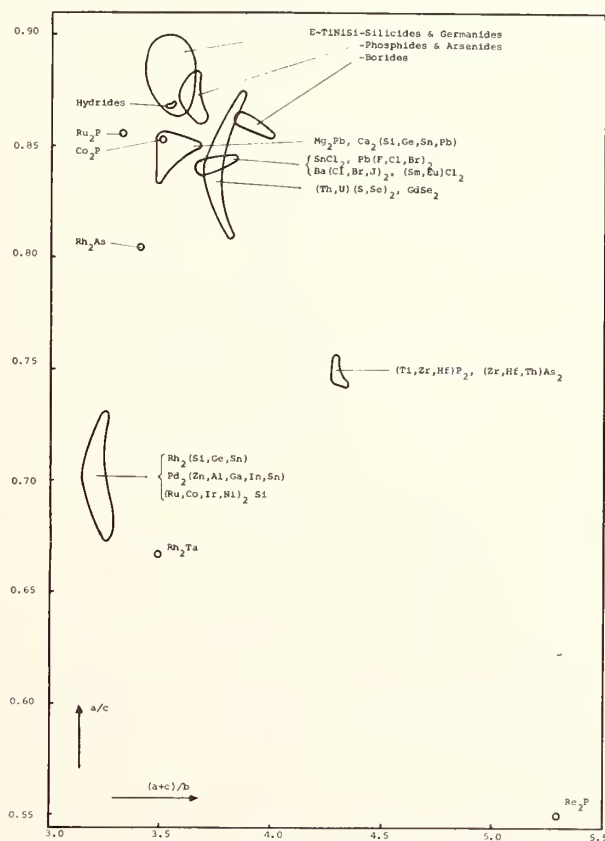 0.90
E-TiNiSi-Silicides & Germanides
-Phosphides & Arsenides
-Borides
Hydrides
Ru₂P
Co₂P
0.85
Mg₂Pb, Ca₂(Si,Ge,Sn,Pb)
SnCl₂, Pb(F,Cl,Br)₂
Ba(Cl,Br,J)₂, (Sm,Eu)Cl₂
(Th,U)(S,Se)₂, GdSe₂
Rh₂As
0.80
0.75
(Ti,Zr,Hf)P₂, (Zr,Hf,Th)As₂
Rh₂(Si,Ge,Sn)
0.70
Pd₂(Zn,Al,Ga,In,Sn)
(Ru,Co,Ir,Ni)₂ Si
Rh₂Ta
0.65
0.60
a/c
(a+c)/b
0.55
Re₂P
3.0 3.5 4.0 4.5 5.0 5.5